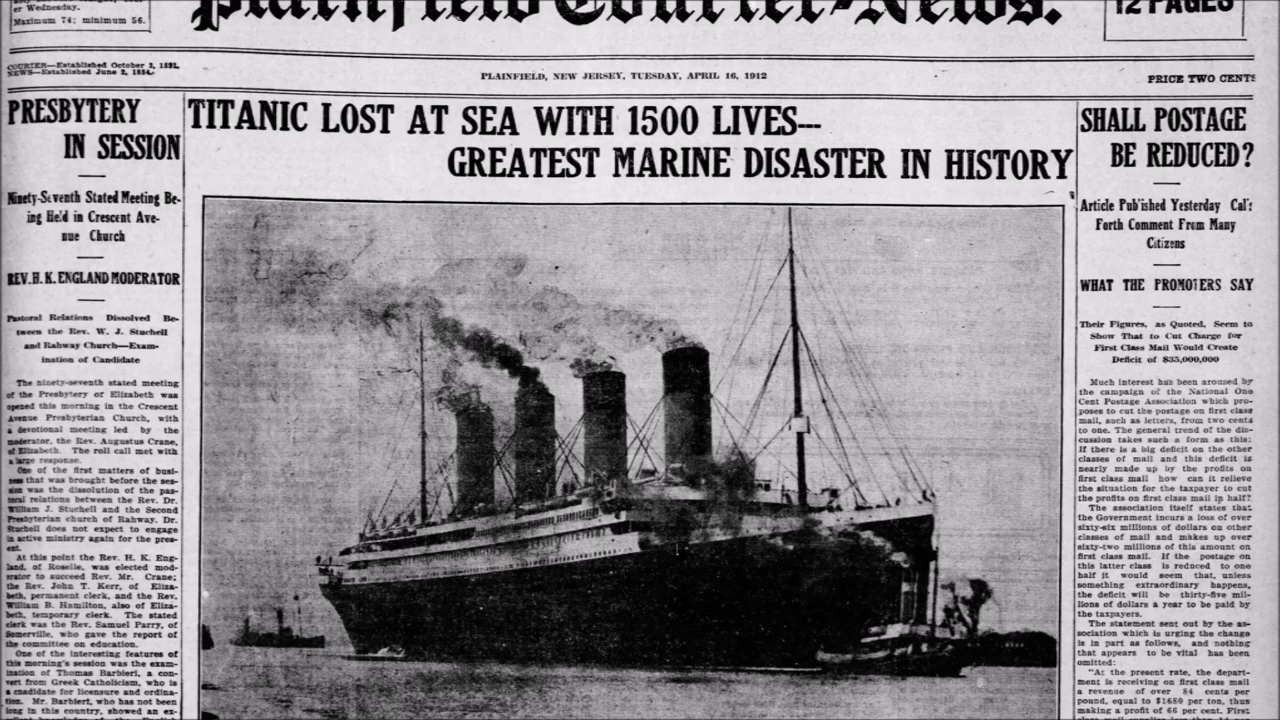 er Wednesday.
Maximum 74; minimum 56.
Plainfield Courier-News.
12 PAGES
COURIER—Established October 3, 1891.
NEWS—Established June 2, 1884.
PLAINFIELD, NEW JERSEY, TUESDAY, APRIL 16, 1912
PRICE TWO CENTS
PRESBYTERY
IN SESSION
Ninety-Seventh Stated Meeting Be-
ing Held in Crescent Ave-
nue Church
REV. H. K. ENGLAND MODERATOR
Pastoral Relations Dissolved Be-
tween the Rev. W. J. Stuchell
and Rahway Church—Exam-
ination of Candidate
The ninety-seventh stated meeting
of the Presbytery of Elizabeth was
opened this morning in the Crescent
Avenue Presbyterian Church, with
a devotional meeting led by the
moderator, the Rev. Augustus Crane,
of Elizabeth. The roll call met with
a large response.
One of the first matters of busi-
ness that was brought before the ses-
sion was the dissolution of the pas-
toral relations between the Rev. Dr.
William J. Stuchell and the Second
Presbyterian church of Rahway. Dr.
Stuchell does not expect to engage
in active ministry again for the pres-
ent.
At this point the Rev. H. K. Eng-
land, of Roselle, was elected mod-
erator to succeed Rev. Mr. Crane;
the Rev. John T. Kerr, of Eliza-
beth, permanent clerk, and the Rev.
William B. Hamilton, also of Eliza-
beth, temporary clerk. The stated
clerk was the Rev. Samuel Parry, of
Somerville, who gave the report of
the committee on education.
One of the interesting features of
this morning's session was the exam-
ination of Thomas Barbieri, a con-
vert from Greek Catholicism, who is
a candidate for licensure and ordina-
tion. Mr. Barbieri, who has not been
long in this country, showed an ex-
TITANIC LOST AT SEA WITH 1500 LIVES---
GREATEST MARINE DISASTER IN HISTORY
SHALL POSTAGE
BE REDUCED?
Article Published Yesterday Calls
Forth Comment From Many
Citizens
WHAT THE PROMOTERS SAY
Their Figures, as Quoted, Seem to
Show That to Cut Charge for
First Class Mail Would Create
Deficit of $35,000,000
Much interest has been aroused by
the campaign of the National One
Cent Postage Association which pro-
poses to cut the postage on first class
mail, such as letters, from two cents
to one. The general trend of the dis-
cussion takes such a form as this:
If there is a big deficit on the other
classes of mail and this deficit is
nearly made up by the profits on
first class mail how can it relieve
the situation for the taxpayer to cut
the profits on first class mail in half?
The association itself states that
the Government incurs a loss of over
sixty-six millions of dollars on other
classes of mail and makes up over
sixty-two millions of this amount on
first class mail. If the postage on
this latter class is reduced to one
half it would seem that, unless
something extraordinary happens,
the deficit will be thirty-five mil-
lions of dollars a year to be paid by
the taxpayers.
The statement sent out by the as-
sociation which is urging the change
is in part as follows, and nothing
that appears to be vital has been
omitted:
"At the present rate, the depart-
ment is receiving on first class mail
a revenue of over 84 cents per
pound, equal to $1680 per ton, thus
making a profit of 66 per cent. First